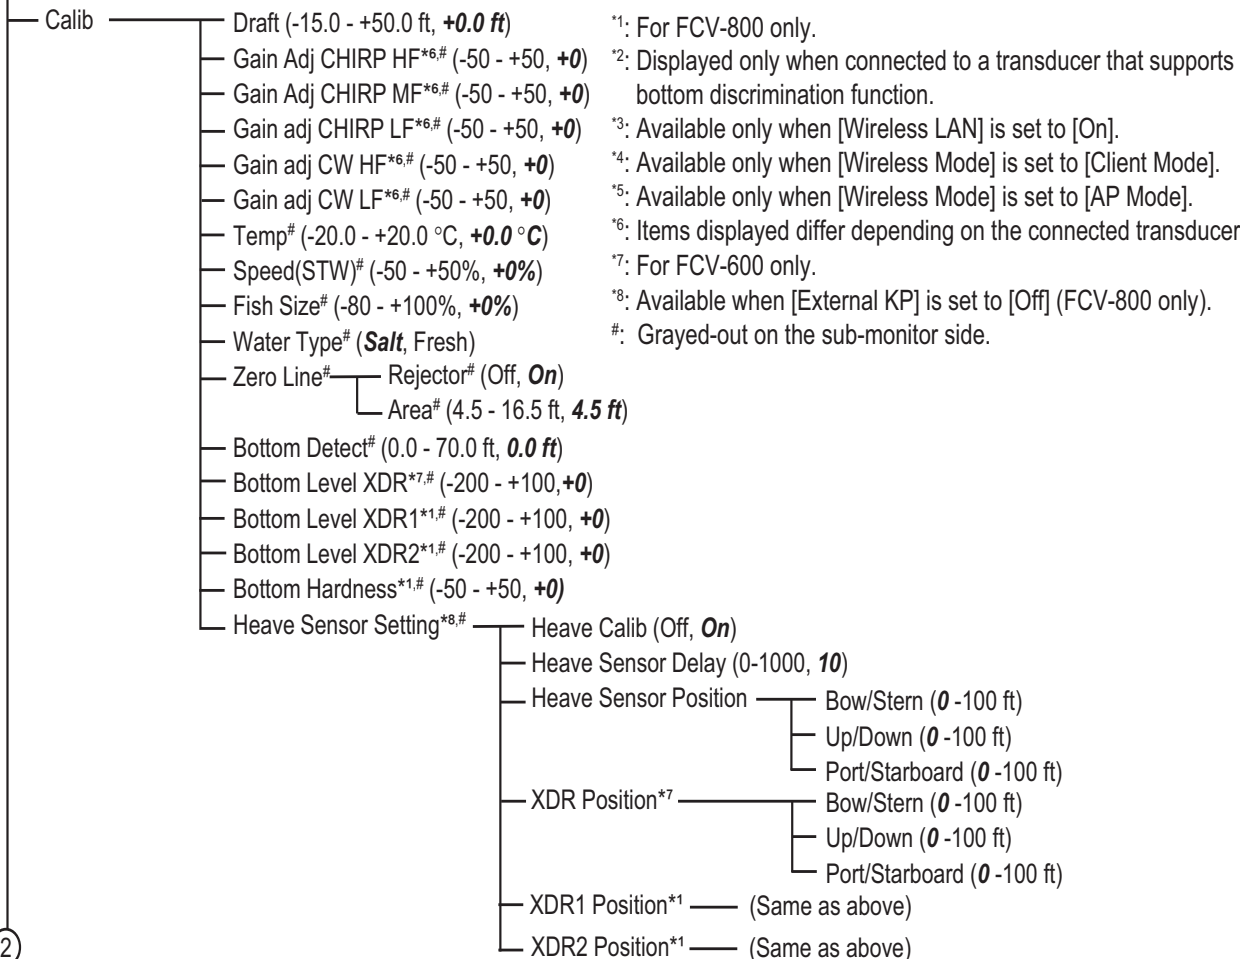 Calib
Draft (-15.0 - +50.0 ft, +0.0 ft)
Gain Adj CHIRP HF*6,# (-50 - +50, +0)
Gain Adj CHIRP MF*6,# (-50 - +50, +0)
Gain adj CHIRP LF*6,# (-50 - +50, +0)
Gain adj CW HF*6,# (-50 - +50, +0)
Gain adj CW LF*6,# (-50 - +50, +0)
Temp# (-20.0 - +20.0 °C, +0.0 °C)
Speed(STW)# (-50 - +50%, +0%)
Fish Size# (-80 - +100%, +0%)
Water Type# (Salt, Fresh)
Zero Line#
Rejector# (Off, On)
Area# (4.5 - 16.5 ft, 4.5 ft)
Bottom Detect# (0.0 - 70.0 ft, 0.0 ft)
Bottom Level XDR*7,# (-200 - +100,+0)
Bottom Level XDR1*1,# (-200 - +100, +0)
Bottom Level XDR2*1,# (-200 - +100, +0)
Bottom Hardness*1,# (-50 - +50, +0)
Heave Sensor Setting*8,#
Heave Calib (Off, On)
Heave Sensor Delay (0-1000, 10)
Heave Sensor Position
Bow/Stern (0 -100 ft)
Up/Down (0 -100 ft)
Port/Starboard (0 -100 ft)
XDR Position*7
Bow/Stern (0 -100 ft)
Up/Down (0 -100 ft)
Port/Starboard (0 -100 ft)
XDR1 Position*1
(Same as above)
XDR2 Position*1
(Same as above)
*1: For FCV-800 only.
*2: Displayed only when connected to a transducer that supports
bottom discrimination function.
*3: Available only when [Wireless LAN] is set to [On].
*4: Available only when [Wireless Mode] is set to [Client Mode].
*5: Available only when [Wireless Mode] is set to [AP Mode].
*6: Items displayed differ depending on the connected transducer
*7: For FCV-600 only.
*8: Available when [External KP] is set to [Off] (FCV-800 only).
#: Grayed-out on the sub-monitor side.
2